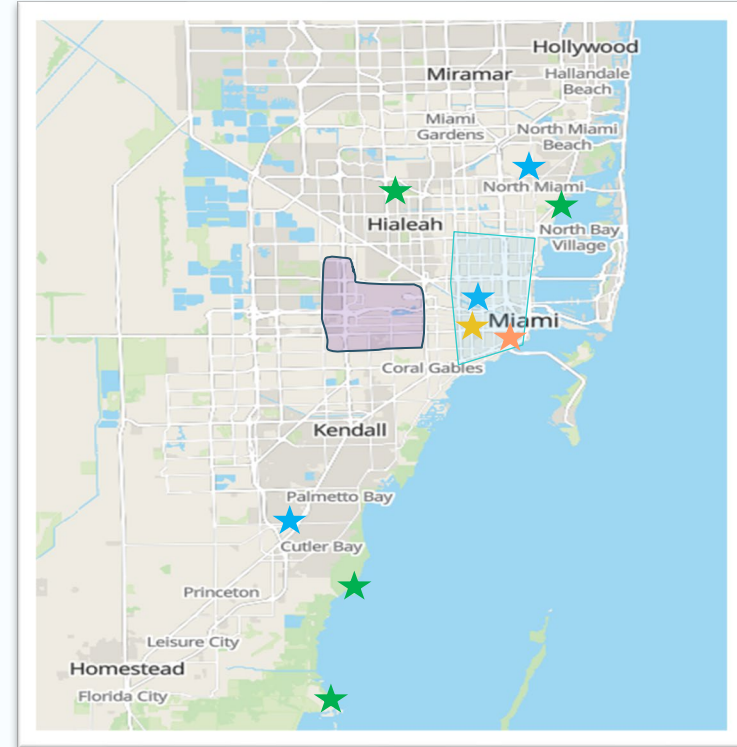 Hollywood
Miramar
Hallandale
Beach
Miami
Gardens
North Miami
Beach
North Miami
Hialeah
North Bay
Village
Miami
Coral Gables
Kendall
Palmetto Bay
Cutler Bay
Princeton
Leisure City
Homestead
Florida City